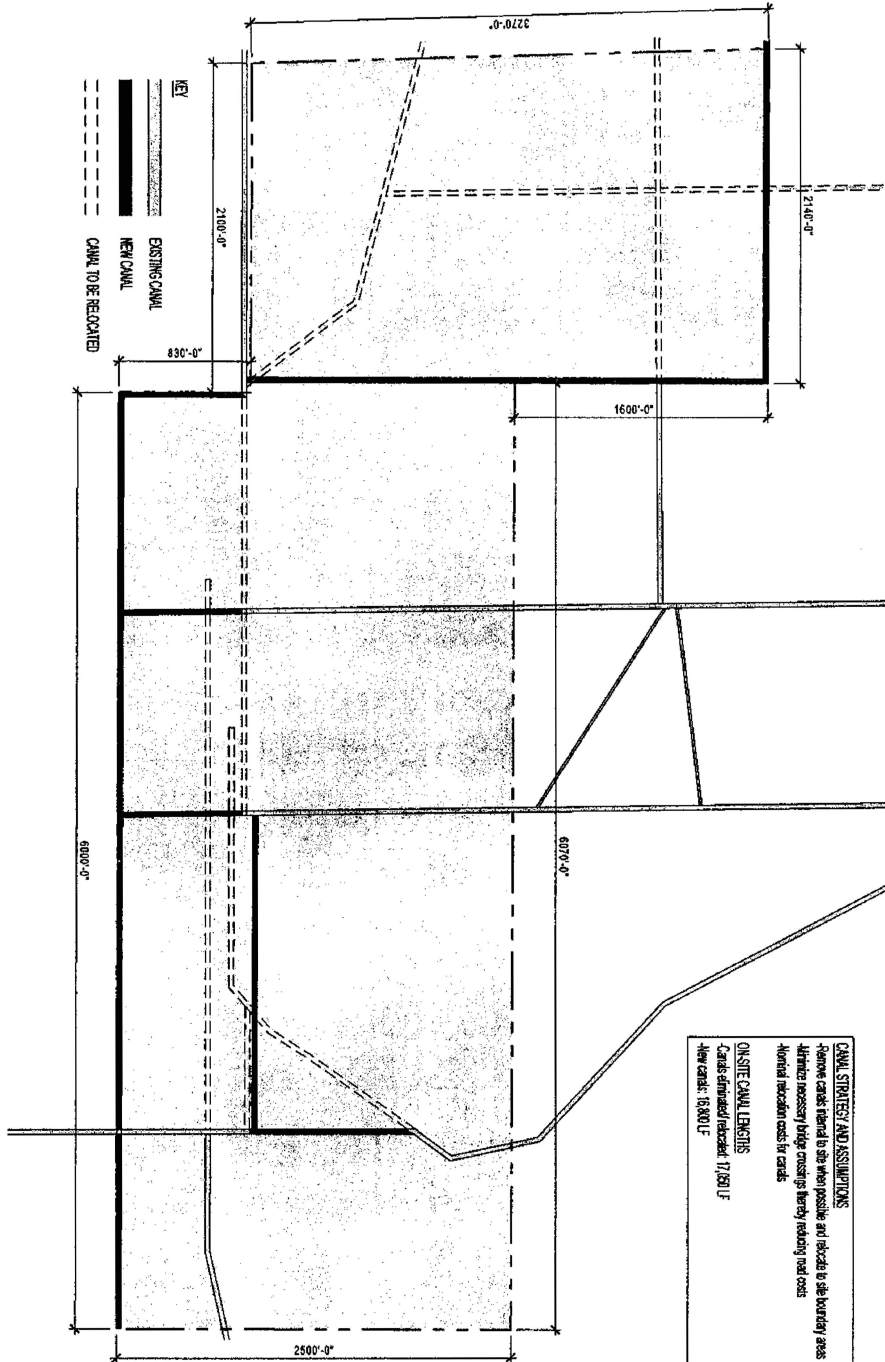 CANAL STRATEGY AND ASSUMPTIONS
-Remove canals internal to site when possible and relocate to site boundary areas
-Minimize necessary bridge crossings thereby reducing road costs
-Nominal relocation costs for canals
ON-SITE CANAL LENGTHS
-Canals eliminated/relocated: 17,050 LF
-New canals: 16,800 LF
2140'-0"
1600'-0"
6070'-0"
2500'-0"
3270'-0"
2100'-0"
830'-0"
6000'-0"
KEY
EXISTING CANAL
NEW CANAL
CANAL TO BE RELOCATED